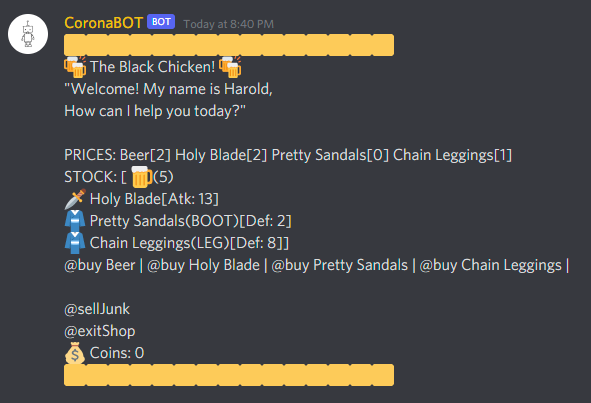 CoronaBOT BOT Today at 8:40 PM
The Black Chicken!
"Welcome! My name is Harold,
How can I help you today?"
PRICES: Beer[2] Holy Blade[2] Pretty Sandals[0] Chain Leggings[1]
STOCK: [ (5)
Holy Blade[Atk: 13]
Pretty Sandals(BOOT)[Def: 2]
Chain Leggings(LEG)[Def: 8]]
@buy Beer | @buy Holy Blade | @buy Pretty Sandals | @buy Chain Leggings |
@sellJunk
@exitShop
$ Coins: 0